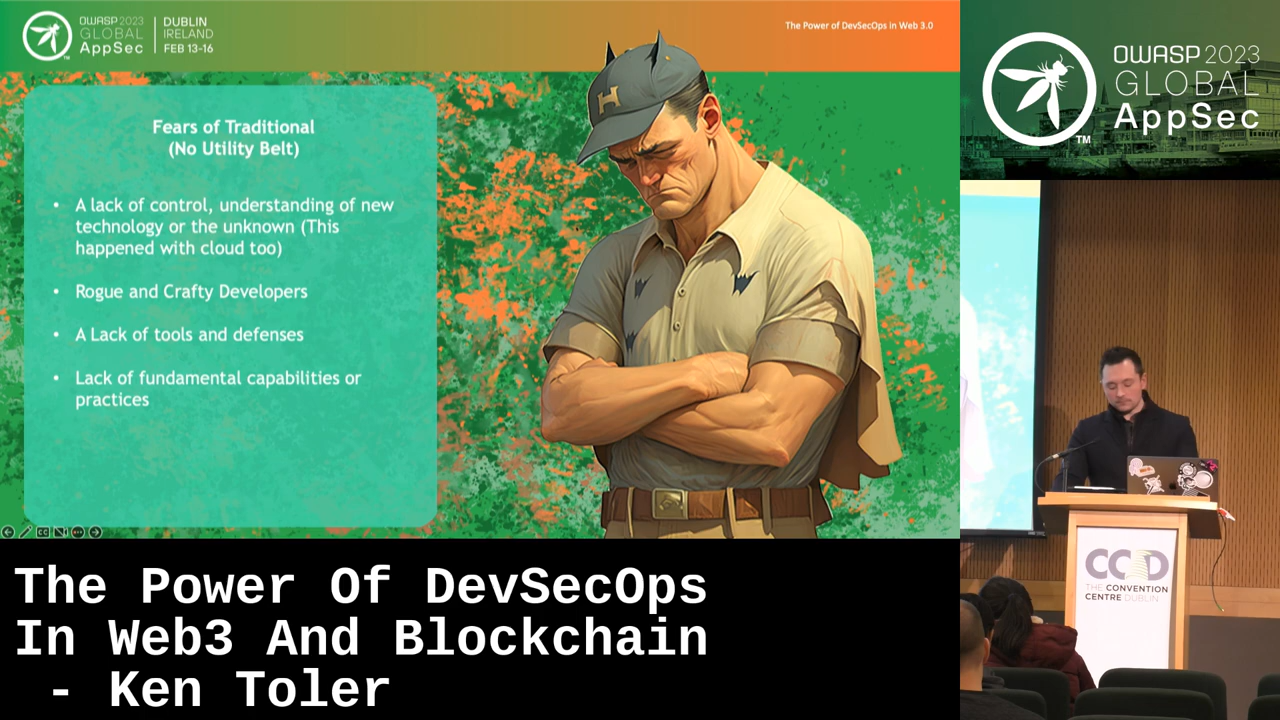 OWASP 2023
GLOBAL
AppSec
TM
DUBLIN
IRELAND
FEB 13-16
The Power of DevSecOps in Web 3.0
H
Fears of Traditional
(No Utility Belt)
• A lack of control, understanding of new
technology or the unknown (This
happened with cloud too)
• Rogue and Crafty Developers
• A Lack of tools and defenses
• Lack of fundamental capabilities or
practices
OWASP 2023
GLOBAL
AppSec
TM
CCD
THE CONVENTION
CENTRE DUBLIN
The Power Of DevSecOps
In Web3 And Blockchain
- Ken Toler